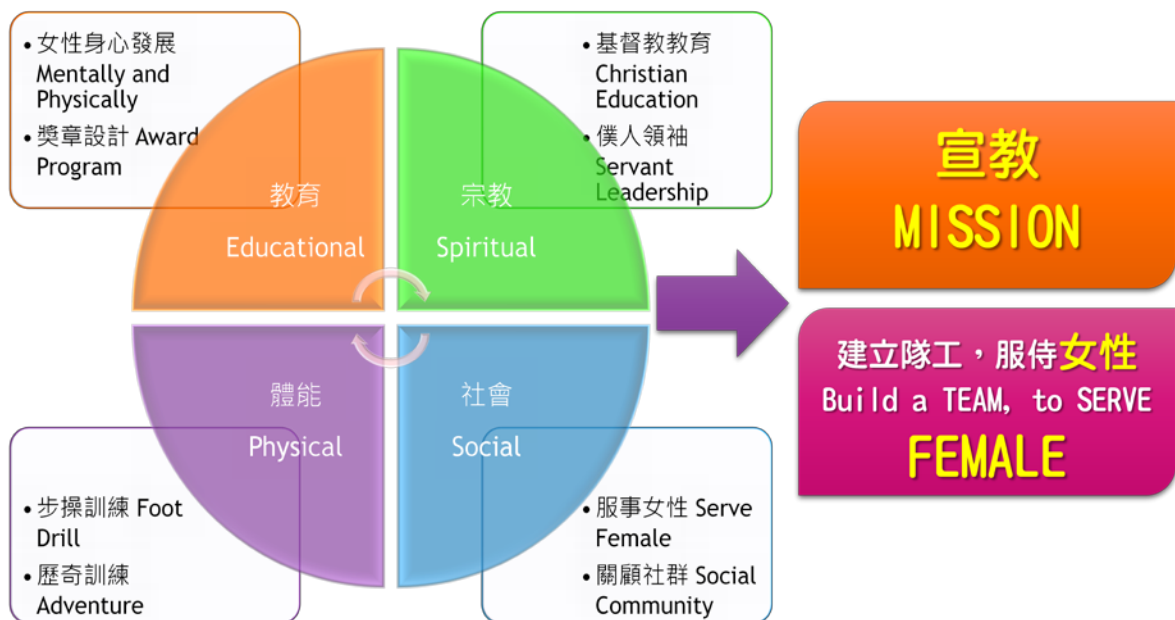 • 女性身心發展
Mentally and
Physically
• 獎章設計 Award
Program
教育
Educational
• 基督教教育
Christian
Education
• 僕人領袖
Servant
Leadership
宗教
Spiritual
體能
Physical
• 步操訓練 Foot
Drill
• 歷奇訓練
Adventure
社會
Social
• 服事女性 Serve
Female
• 關顧社群 Social
Community
宣教
MISSION
建立隊工，服侍女性
Build a TEAM, to SERVE
FEMALE